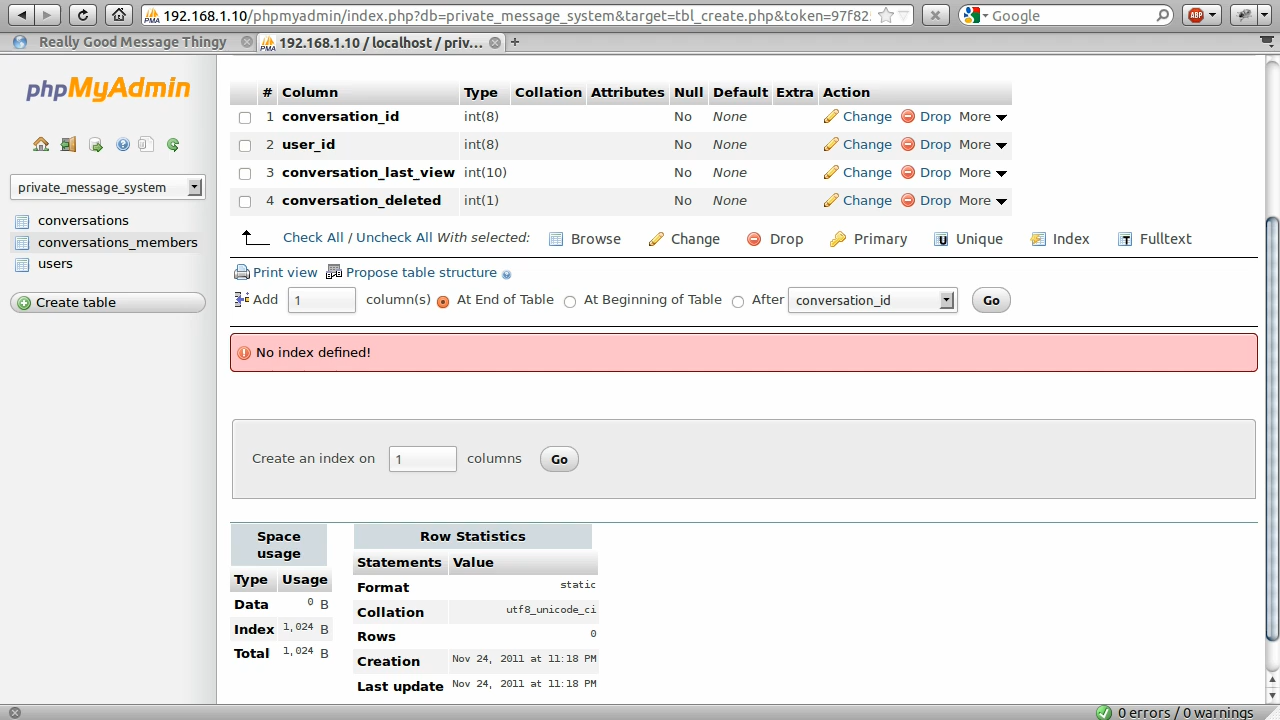 192.168.1.10/phpmyadmin/index.php?db=private_message_system&target=tbl_create.php&token=97f82
Google
ABP
Really Good Message Thingy
PMA 192.168.1.10 / localhost / priv...
phpMyAdmin
private_message_system
conversations
conversations_members
users
Create table
# Column Type Collation Attributes Null Default Extra Action
1 conversation_id int(8) No None Change Drop More
2 user_id int(8) No None Change Drop More
3 conversation_last_view int(10) No None Change Drop More
4 conversation_deleted int(1) No None Change Drop More
Check All / Uncheck All With selected: Browse Change Drop Primary Unique Index Fulltext
Print view Propose table structure
Add 1 column(s) At End of Table At Beginning of Table After conversation_id Go
No index defined!
Create an index on 1 columns Go
Space usage
Type Usage
Data 0 B
Index 1,024 B
Total 1,024 B
Row Statistics
Statements Value
Format static
Collation utf8_unicode_ci
Rows 0
Creation Nov 24, 2011 at 11:18 PM
Last update Nov 24, 2011 at 11:18 PM
0 errors / 0 warnings